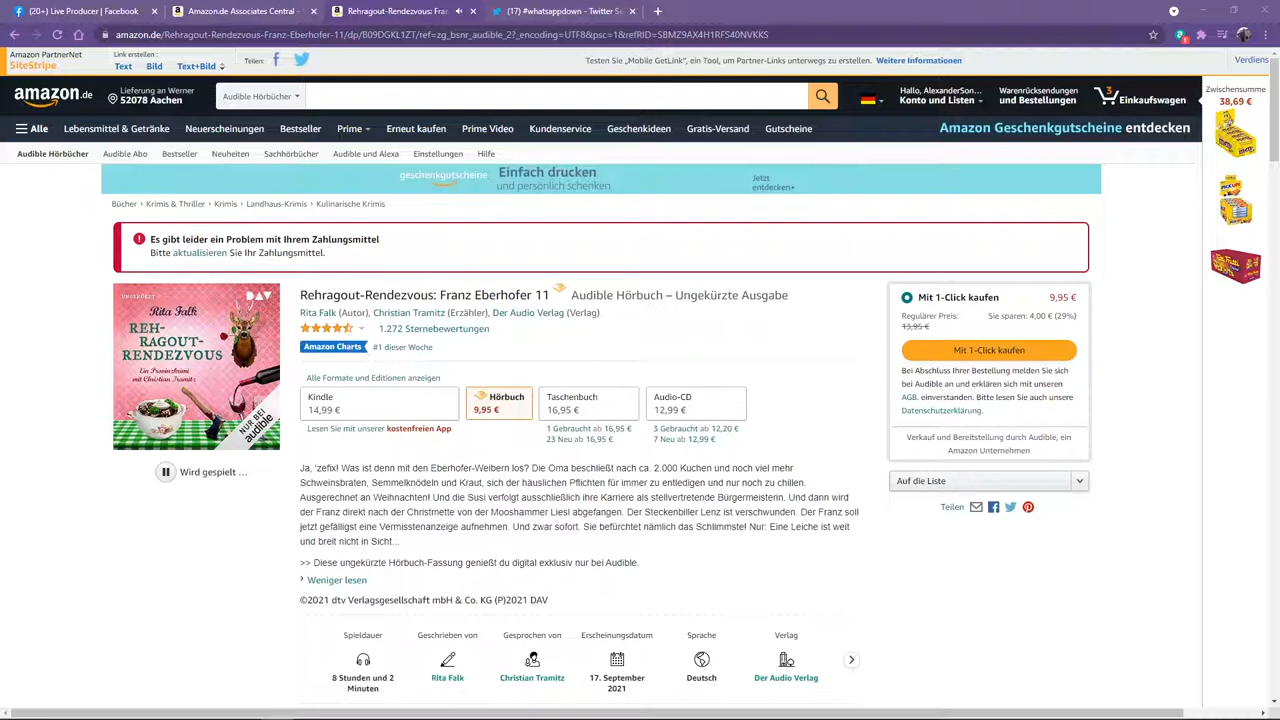 (20+) Live Producer | Facebook
Amazon.de Associates Central -
Rehragout-Rendezvous: Fran
(17) #whatsappdown - Twitter Se
amazon.de/Rehragout-Rendezvous-Franz-Eberhofer-11/dp/B09DGKL1ZT/ref=zg_bsnr_audible_2?_encoding=UTF8&psc=1&refRID=SBMZ9AX4H1RFS40NVKKS
Amazon PartnerNet
SiteStripe
Link erstellen:
Text Bild Text+Bild
Teilen:
Testen Sie „Mobile GetLink“, ein Tool, um Partner-Links unterwegs zu erstellen. Weitere Informationen
Verdiens
amazon.de
Lieferung an Werner
52078 Aachen
Audible Hörbücher
Hallo, AlexanderSon...
Konto und Listen
Warenrücksendungen
und Bestellungen
3
Einkaufswagen
Zwischensumme
38,69 €
Alle Lebensmittel & Getränke Neuerscheinungen Bestseller Prime Erneut kaufen Prime Video Kundenservice Geschenkideen Gratis-Versand Gutscheine
Amazon Geschenkgutscheine entdecken
Audible Hörbücher Audible Abo Bestseller Neuheiten Sachhörbücher Audible und Alexa Einstellungen Hilfe
geschenkgutscheine
Einfach drucken
und persönlich schenken
Jetzt
entdecken▸
Bücher › Krimis & Thriller › Krimis › Landhaus-Krimis › Kulinarische Krimis
Es gibt leider ein Problem mit Ihrem Zahlungsmittel
Bitte aktualisieren Sie Ihr Zahlungsmittel.
UNGEKÜRZT
DAV
Rita Falk
REH-
RAGOUT-
RENDEZVOUS
Ein Provinzkrimi
mit Christian Tramitz
NUR BEI
audible
Wird gespielt …
Rehragout-Rendezvous: Franz Eberhofer 11 Audible Hörbuch – Ungekürzte Ausgabe
Rita Falk (Autor), Christian Tramitz (Erzähler), Der Audio Verlag (Verlag)
1.272 Sternebewertungen
Amazon Charts #1 dieser Woche
Alle Formate und Editionen anzeigen
Kindle
14,99 €
Hörbuch
9,95 €
Taschenbuch
16,95 €
Audio-CD
12,99 €
Lesen Sie mit unserer kostenfreien App
1 Gebraucht ab 16,95 €
23 Neu ab 16,95 €
3 Gebraucht ab 12,20 €
7 Neu ab 12,99 €
Ja, 'zefix! Was ist denn mit den Eberhofer-Weibern los? Die Oma beschließt nach ca. 2.000 Kuchen und noch viel mehr
Schweinsbraten, Semmelknödeln und Kraut, sich der häuslichen Pflichten für immer zu entledigen und nur noch zu chillen.
Ausgerechnet an Weihnachten! Und die Susi verfolgt ausschließlich ihre Karriere als stellvertretende Bürgermeisterin. Und dann wird
der Franz direkt nach der Christmette von der Mooshammer Liesl abgefangen. Der Steckenbiller Lenz ist verschwunden. Der Franz soll
jetzt gefälligst eine Vermisstenanzeige aufnehmen. Und zwar sofort. Sie befürchtet nämlich das Schlimmste! Nur: Eine Leiche ist weit
und breit nicht in Sicht...
>> Diese ungekürzte Hörbuch-Fassung genießt du digital exklusiv nur bei Audible.
Weniger lesen
©2021 dtv Verlagsgesellschaft mbH & Co. KG (P)2021 DAV
Spieldauer
8 Stunden und 2
Minuten
Geschrieben von
Rita Falk
Gesprochen von
Christian Tramitz
Erscheinungsdatum
17. September
2021
Sprache
Deutsch
Verlag
Der Audio Verlag
Mit 1-Click kaufen 9,95 €
Regulärer Preis: Sie sparen: 4,00 € (29%)
13,95 €
Mit 1-Click kaufen
Bei Abschluss Ihrer Bestellung melden Sie sich
bei Audible an und erklären sich mit unseren
AGB. einverstanden. Bitte lesen Sie auch unsere
Datenschutzerklärung.
Verkauf und Bereitstellung durch Audible, ein
Amazon Unternehmen
Auf die Liste
Teilen